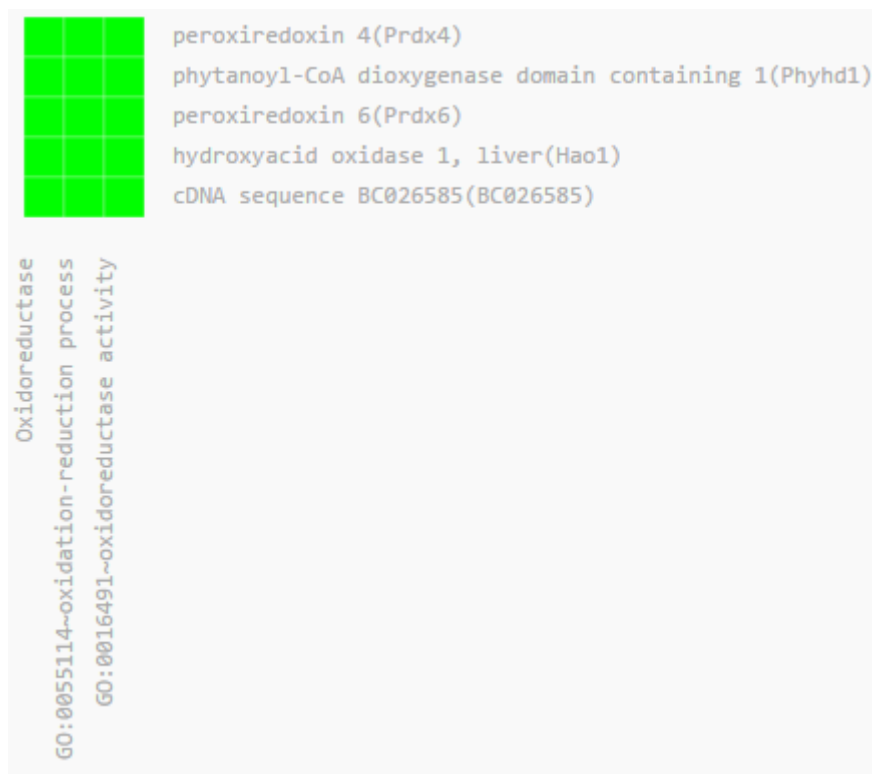 peroxiredoxin 4(Prdx4)
phytanoyl-CoA dioxygenase domain containing 1(Phyhd1)
peroxiredoxin 6(Prdx6)
hydroxyacid oxidase 1, liver(Hao1)
cDNA sequence BC026585(BC026585)
Oxidoreductase
GO:0055114~oxidation-reduction process
GO:0016491~oxidoreductase activity